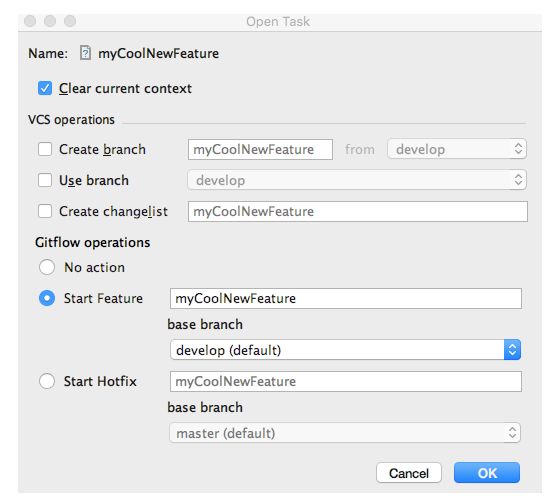 Open Task
Name: myCoolNewFeature
Clear current context
VCS operations
Create branch myCoolNewFeature from develop
Use branch develop
Create changelist myCoolNewFeature
Gitflow operations
No action
Start Feature myCoolNewFeature
base branch
develop (default)
Start Hotfix myCoolNewFeature
base branch
master (default)
Cancel OK